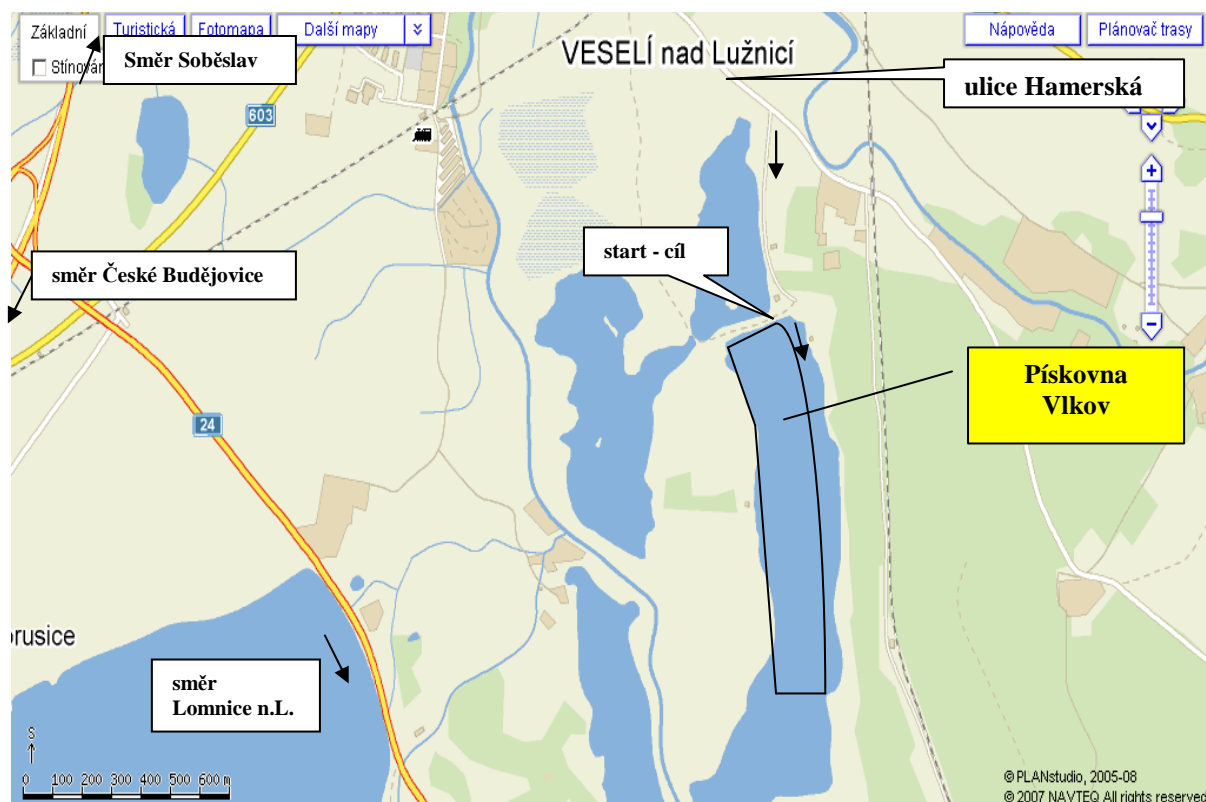 Základní
Turistická
Fotomapa
Další mapy
Nápověda
Plánovač trasy
Stínován
Směr Soběslav
VESELÍ nad Lužnicí
ulice Hamerská
603
start - cíl
směr České Budějovice
Pískovna
Vlkov
24
orusice
směr
Lomnice n.L.
S
0 100 200 300 400 500 600 m
© PLANstudio, 2005-08
© 2007 NAVTEQ All rights reserved